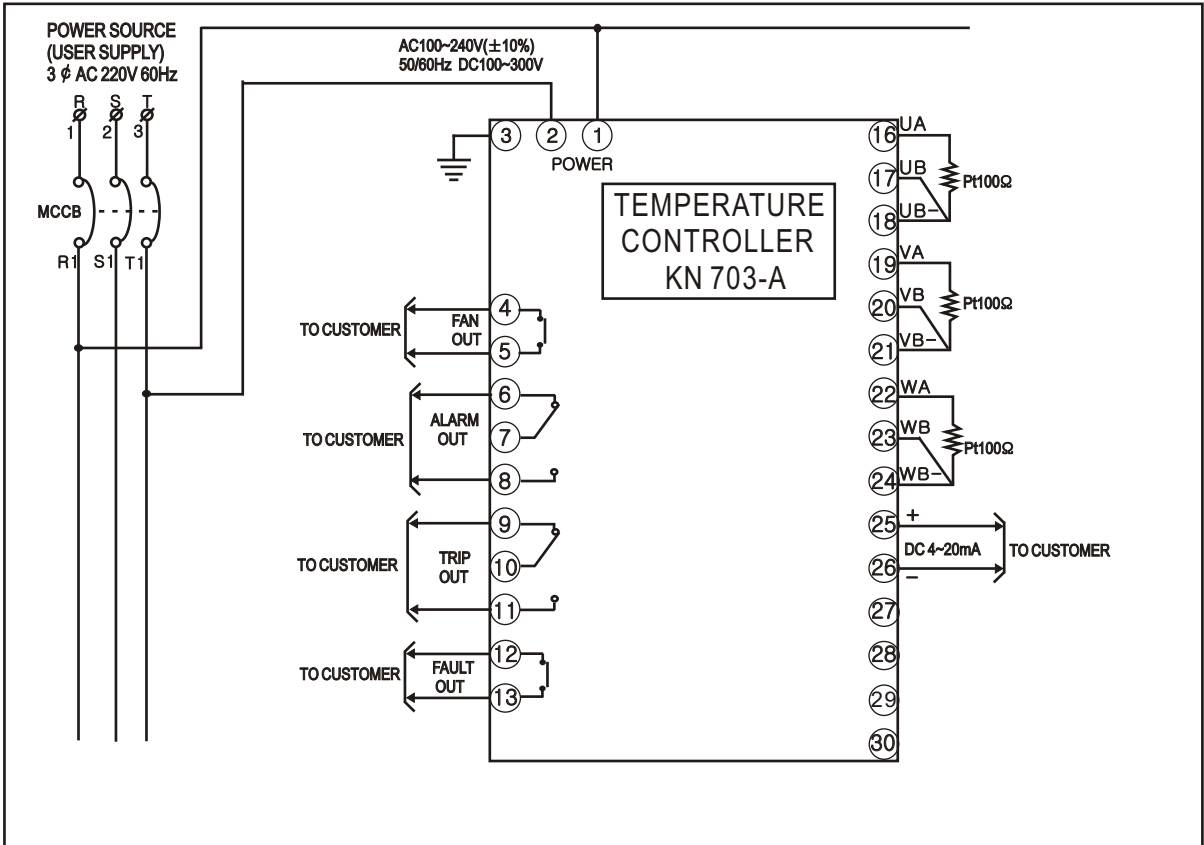 POWER SOURCE
(USER SUPPLY)
3 ∮ AC 220V 60Hz
R S T
1 2 3
MCCB
R1 S1 T1
AC100~240V(±10%)
50/60Hz DC100~300V
3 2 1
POWER
TEMPERATURE
CONTROLLER
KN 703-A
TO CUSTOMER
FAN
OUT
4
5
TO CUSTOMER
ALARM
OUT
6
7
8
TO CUSTOMER
TRIP
OUT
9
10
11
TO CUSTOMER
FAULT
OUT
12
13
16 UA
17 UB
18 UB-
Pt100Ω
19 VA
20 VB
21 VB-
Pt100Ω
22 WA
23 WB
24 WB-
Pt100Ω
25 +
DC 4~20mA
26 -
TO CUSTOMER
27
28
29
30